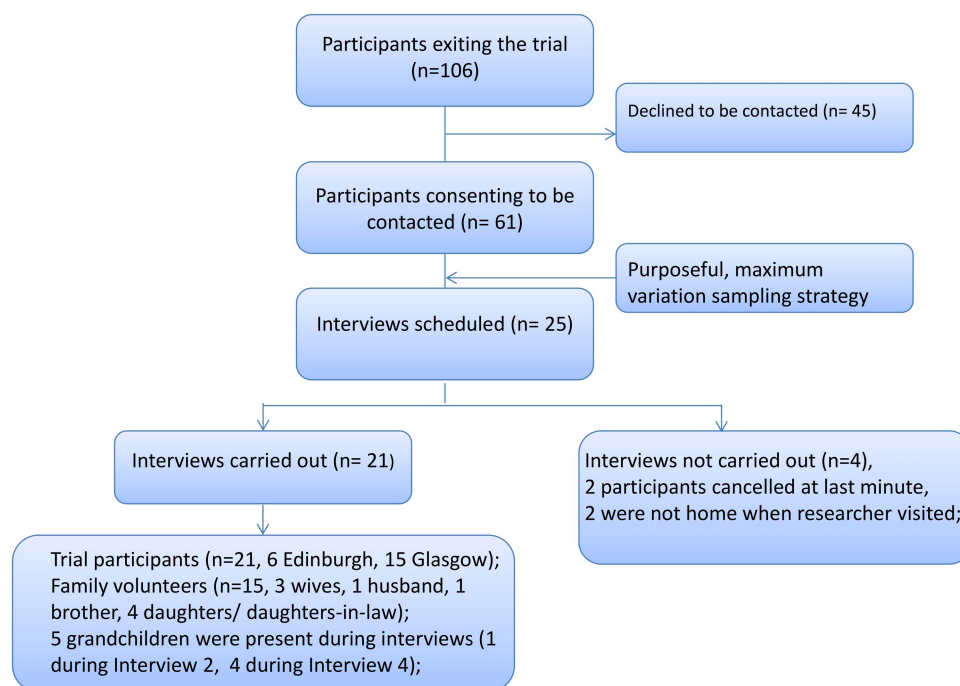 Participants exiting the trial
(n=106)
Declined to be contacted (n= 45)
Participants consenting to be
contacted (n= 61)
Purposeful, maximum
variation sampling strategy
Interviews scheduled (n= 25)
Interviews carried out (n= 21)
Interviews not carried out (n=4),
2 participants cancelled at last minute,
2 were not home when researcher visited;
Trial participants (n=21, 6 Edinburgh, 15 Glasgow);
Family volunteers (n=15, 3 wives, 1 husband, 1
brother, 4 daughters/ daughters-in-law);
5 grandchildren were present during interviews (1
during Interview 2,  4 during Interview 4);